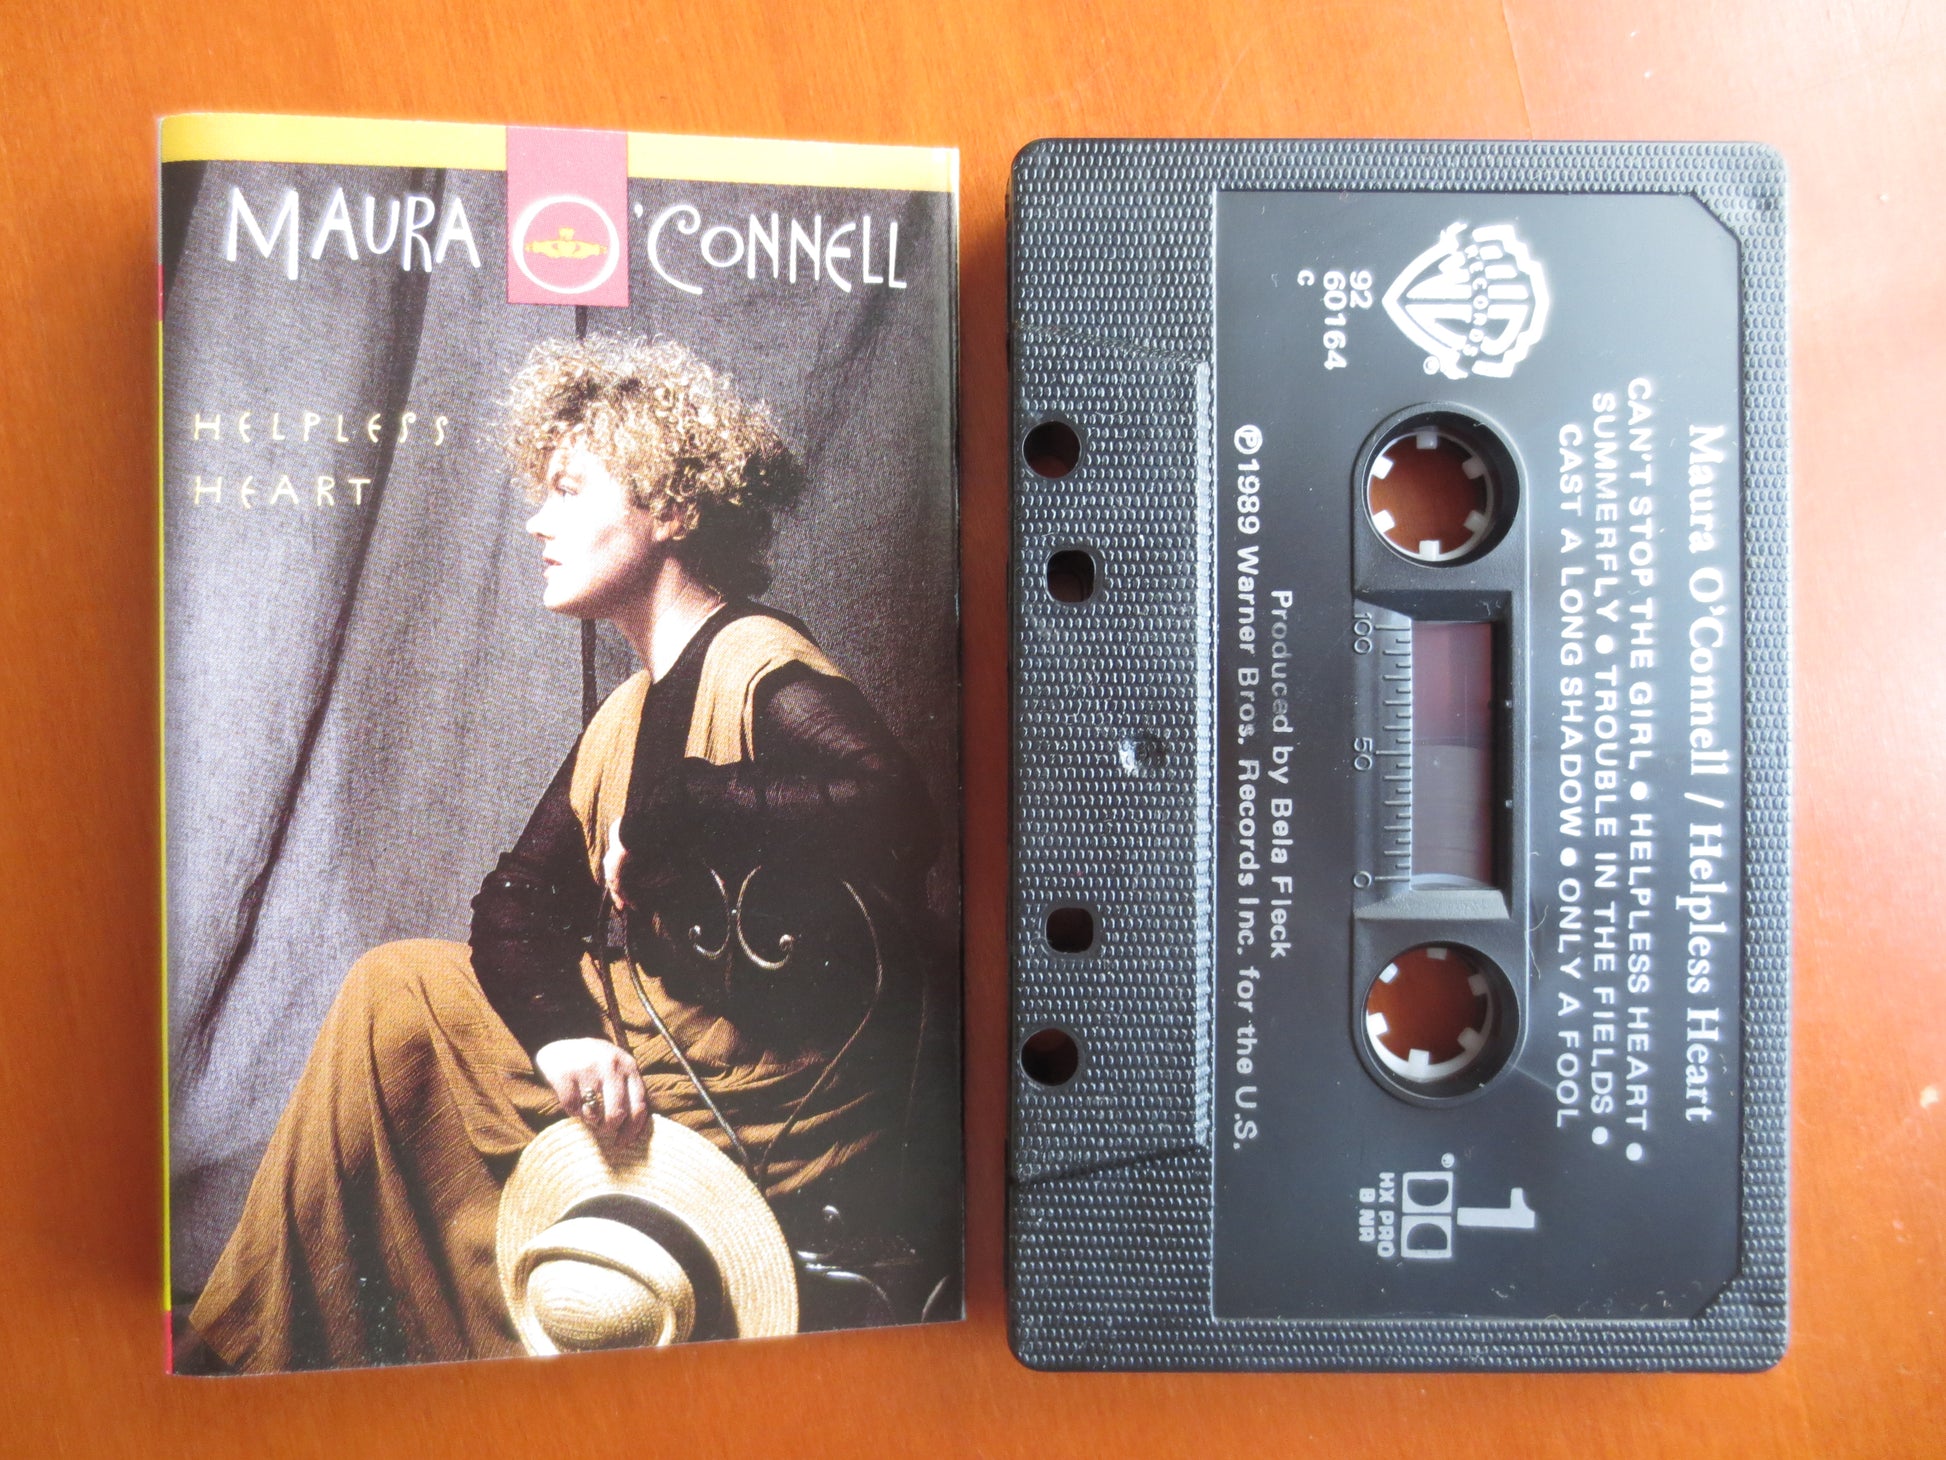 MAURA O'CONNELL
HELPLESS
HEART
Maura O'Connell / Helpless Heart
CAN'T STOP THE GIRL ● HELPLESS HEART ●
SUMMERFLY ● TROUBLE IN THE FIELDS ●
CAST A LONG SHADOW ● ONLY A FOOL
W RECORDS ®
92
60164
C
100 50 0
1
®
HX PRO
B NR
Produced by Bela Fleck
℗1989 Warner Bros. Records Inc. for the U.S.